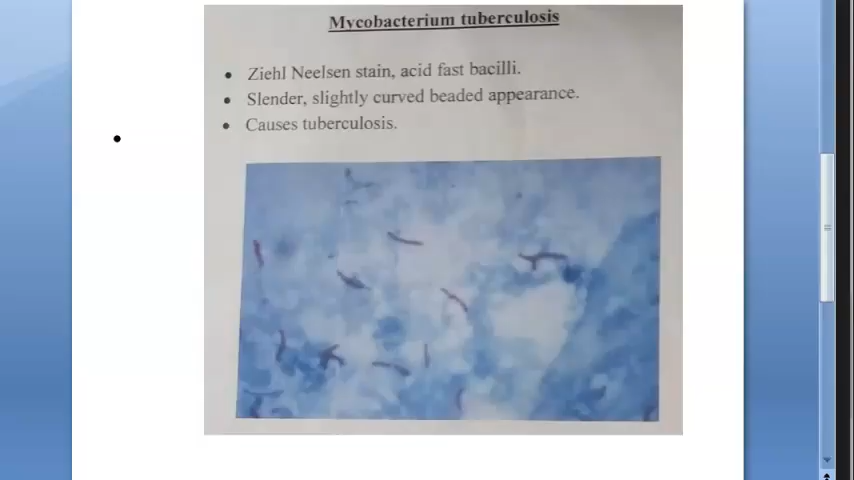 Mycobacterium tuberculosis
• Ziehl Neelsen stain, acid fast bacilli.
• Slender, slightly curved beaded appearance.
• Causes tuberculosis.